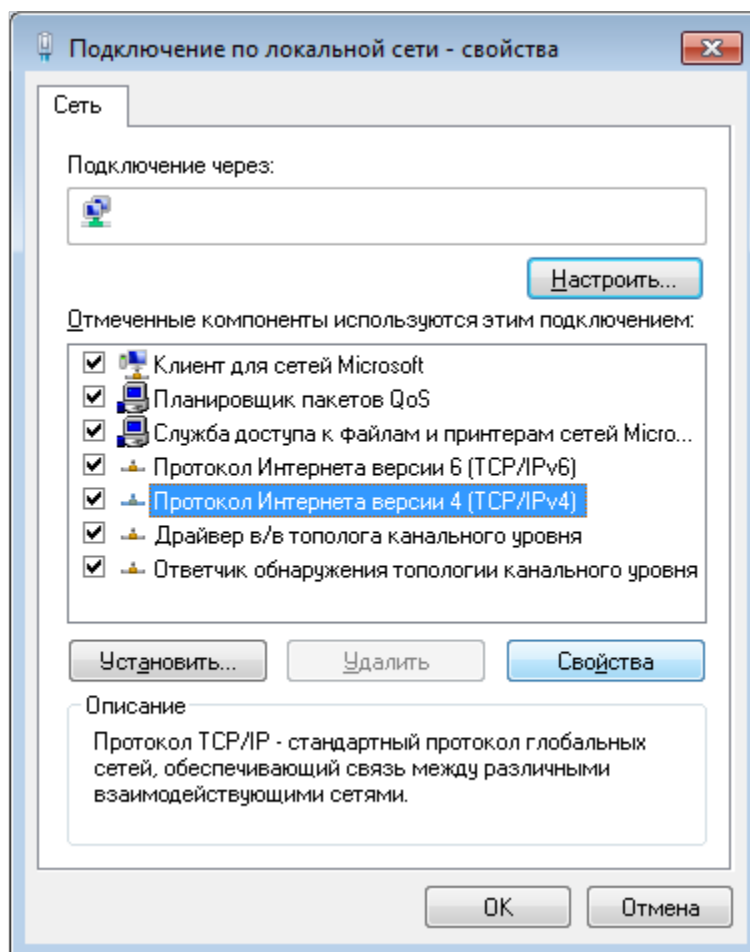 Подключение по локальной сети - свойства
Сеть
Подключение через:
Настроить...
Отмеченные компоненты используются этим подключением:
Клиент для сетей Microsoft
Планировщик пакетов QoS
Служба доступа к файлам и принтерам сетей Micro...
Протокол Интернета версии 6 (TCP/IPv6)
Протокол Интернета версии 4 (TCP/IPv4)
Драйвер в/в тополога канального уровня
Ответчик обнаружения топологии канального уровня
Установить... Удалить Свойства
Описание
Протокол TCP/IP - стандартный протокол глобальных
сетей, обеспечивающий связь между различными
взаимодействующими сетями.
OK Отмена